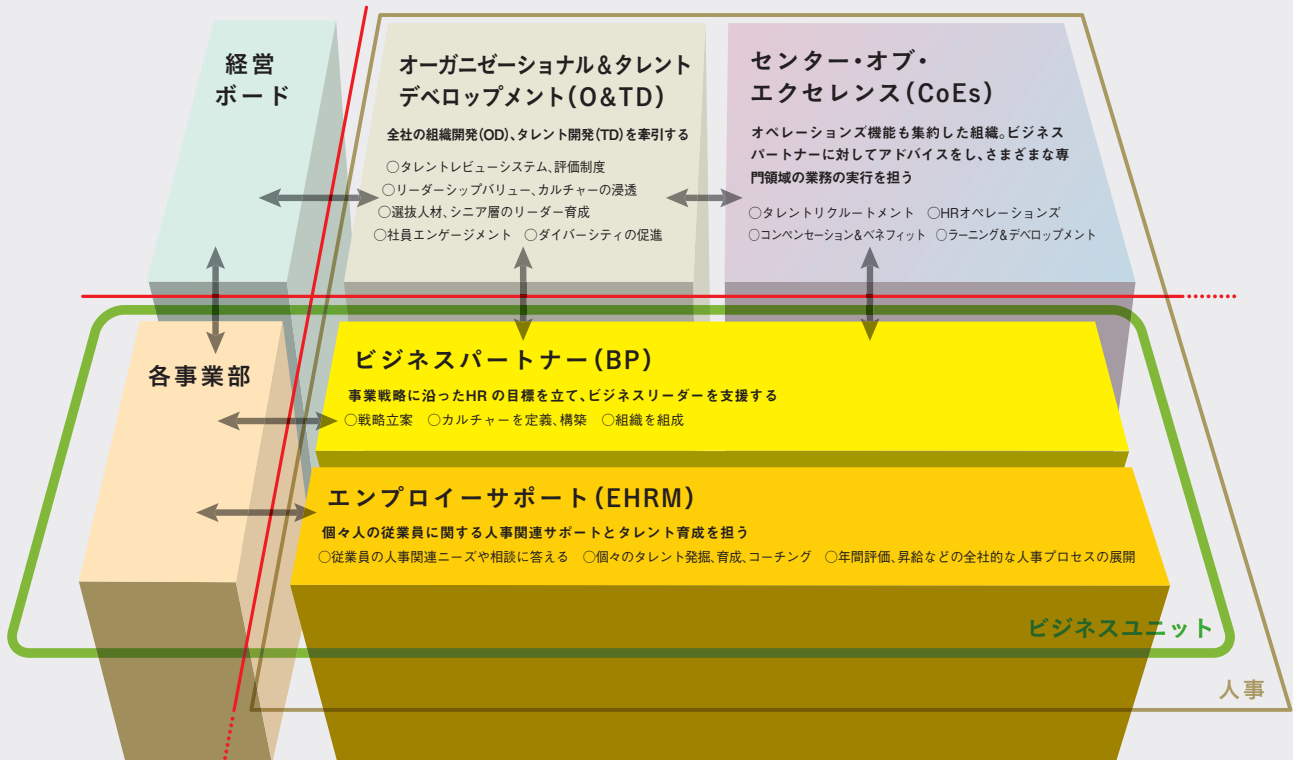 経営
ボード
オーガニゼーショナル＆タレント
デベロップメント（O&TD）
全社の組織開発（OD）、タレント開発（TD）を牽引する
○タレントレビューシステム、評価制度
○リーダーシップバリュー、カルチャーの浸透
○選抜人材、シニア層のリーダー育成
○社員エンゲージメント　○ダイバーシティの促進
センター・オブ・
エクセレンス（CoEs）
オペレーションズ機能も集約した組織。ビジネス
パートナーに対してアドバイスをし、さまざまな専
門領域の業務の実行を担う
○タレントリクルートメント　○HRオペレーションズ
○コンペンセーション＆ベネフィット　○ラーニング＆デベロップメント
各事業部
ビジネスパートナー（BP）
事業戦略に沿ったHR の目標を立て、ビジネスリーダーを支援する
○戦略立案　○カルチャーを定義、構築　○組織を組成
エンプロイーサポート（EHRM）
個々人の従業員に関する人事関連サポートとタレント育成を担う
○従業員の人事関連ニーズや相談に答える　○個々のタレント発掘、育成、コーチング　○年間評価、昇給などの全社的な人事プロセスの展開
ビジネスユニット
人事